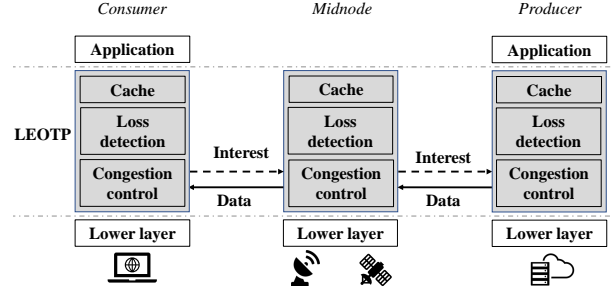 Consumer Midnode Producer
Application Application
Cache Cache Cache
LEOTP Loss detection Loss detection Loss detection
Interest Interest
Congestion control Congestion control Congestion control
Data Data
Lower layer Lower layer Lower layer